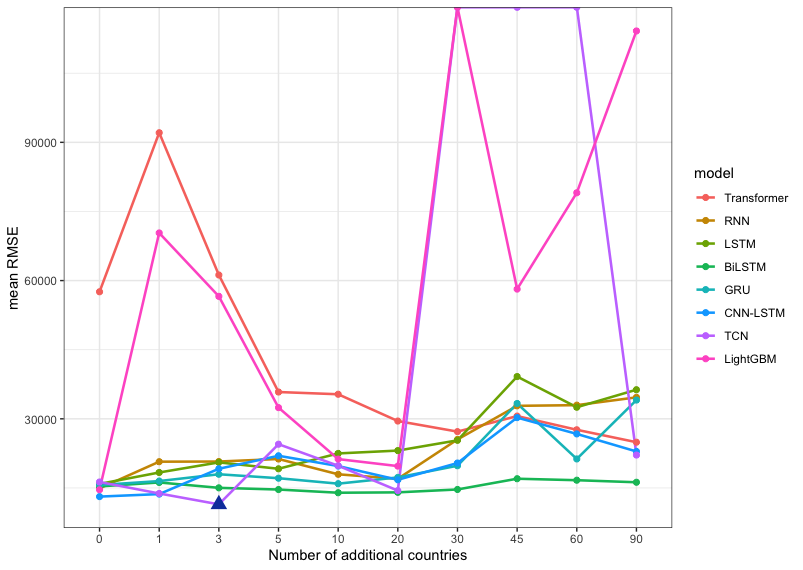 mean RMSE
90000
60000
30000
0 1 3 5 10 20 30 45 60 90
Number of additional countries
model
Transformer
RNN
LSTM
BiLSTM
GRU
CNN-LSTM
TCN
LightGBM